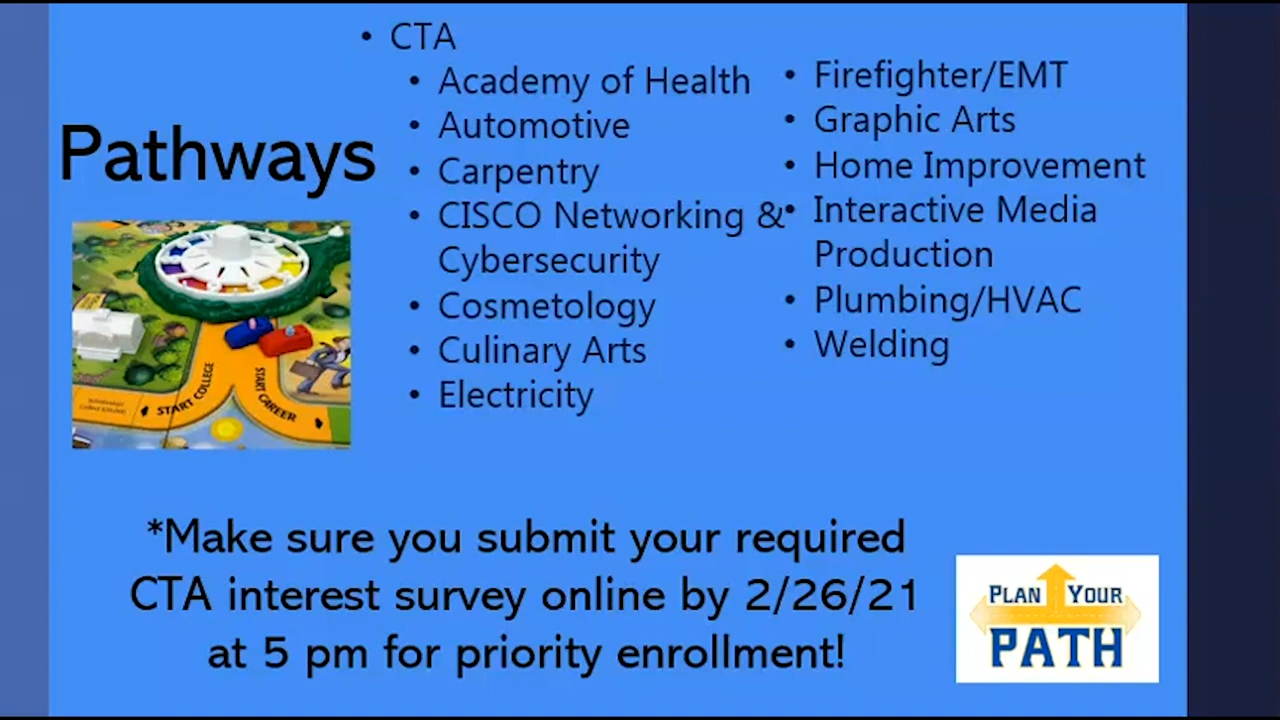 Pathways
• CTA
• Academy of Health
• Automotive
• Carpentry
• CISCO Networking &
Cybersecurity
• Cosmetology
• Culinary Arts
• Electricity
• Firefighter/EMT
• Graphic Arts
• Home Improvement
• Interactive Media
Production
• Plumbing/HVAC
• Welding
START COLLEGE
START CAREER
*Make sure you submit your required
CTA interest survey online by 2/26/21
at 5 pm for priority enrollment!
PLAN YOUR
PATH